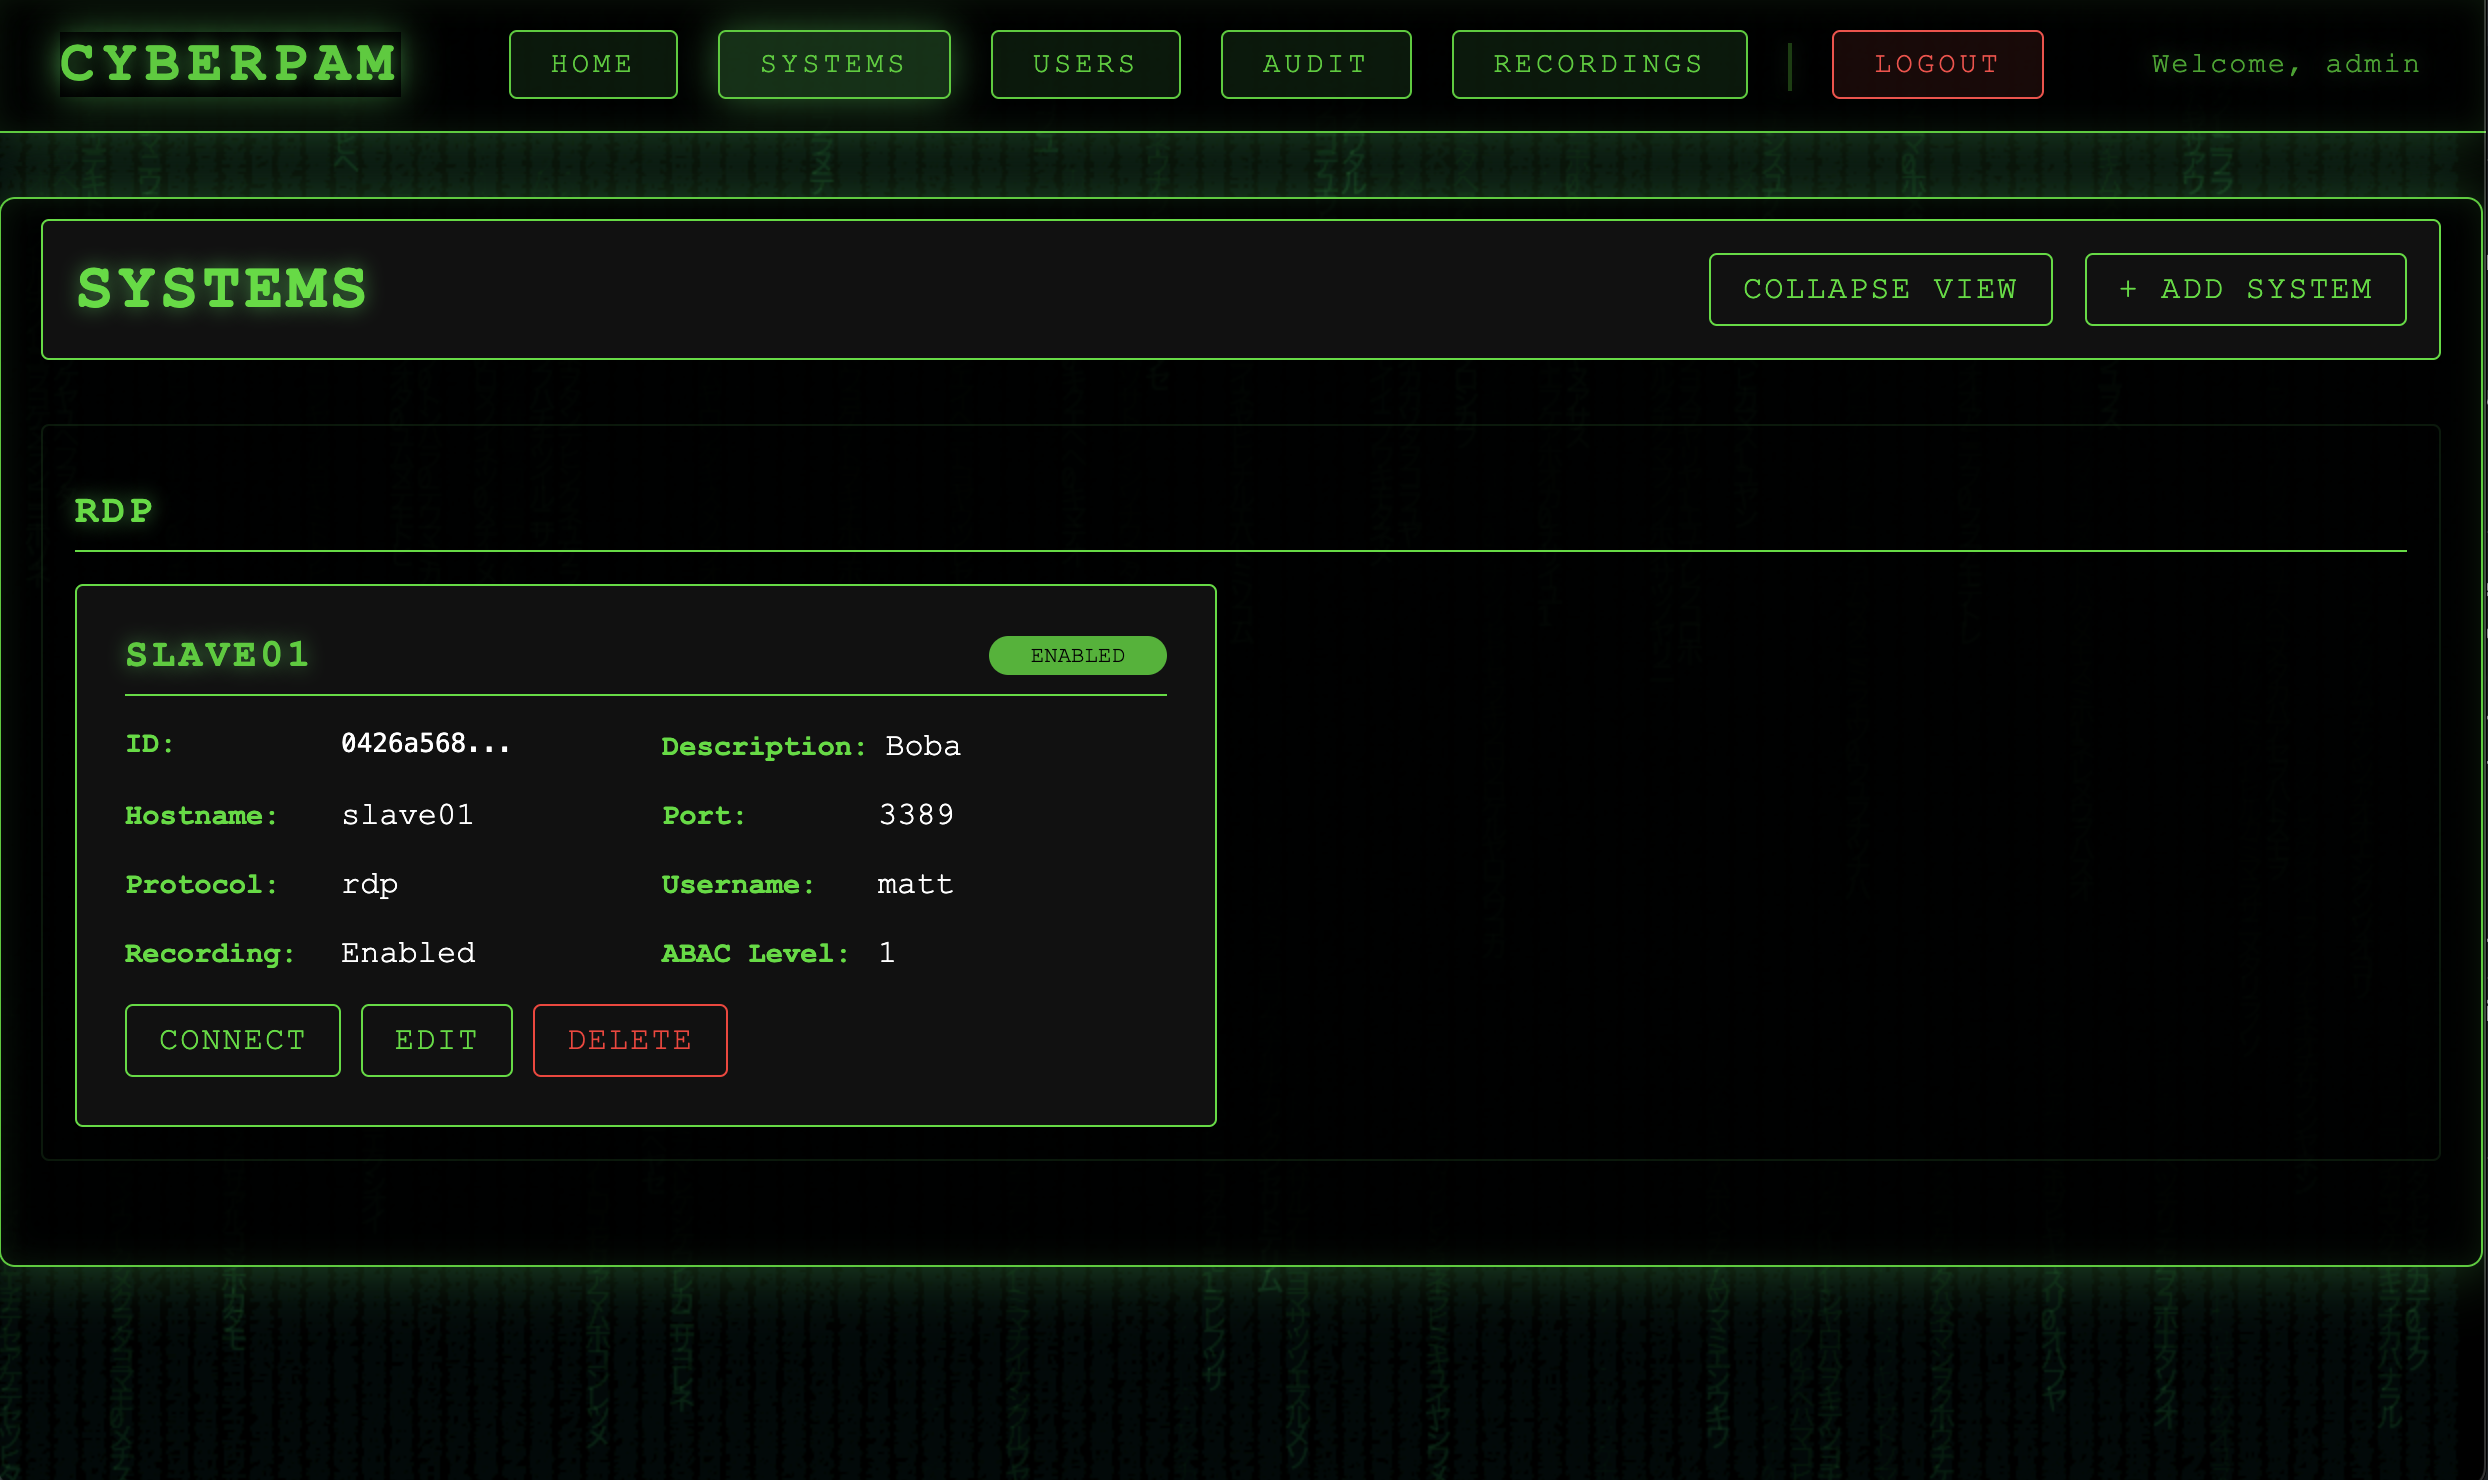 CYBERPAM HOME SYSTEMS USERS AUDIT RECORDINGS LOGOUT Welcome, admin
SYSTEMS COLLAPSE VIEW + ADD SYSTEM
RDP
SLAVE01 ENABLED
ID: 0426a568... Description: Boba
Hostname: slave01 Port: 3389
Protocol: rdp Username: matt
Recording: Enabled ABAC Level: 1
CONNECT EDIT DELETE